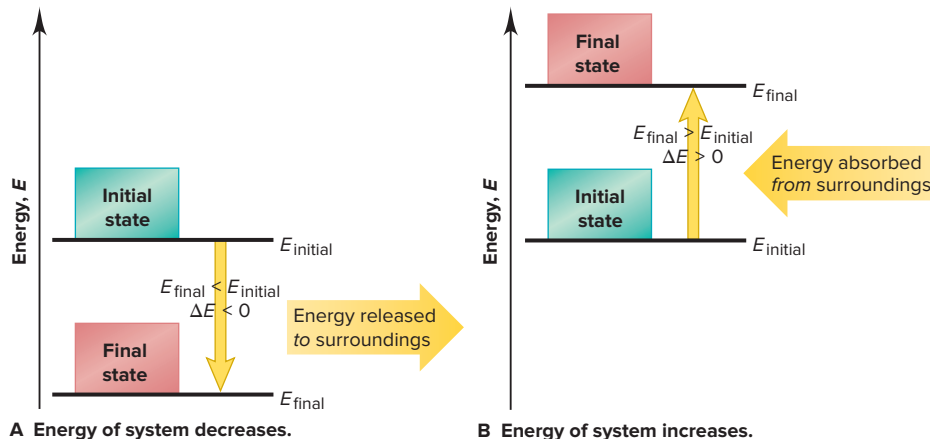 Energy, E
Initial
state
E initial
E final < E initial
ΔE < 0
Energy released
to surroundings
Final
state
E final
A Energy of system decreases.
Energy, E
Final
state
E final
E final > E initial
ΔE > 0
Energy absorbed
from surroundings
Initial
state
E initial
B Energy of system increases.